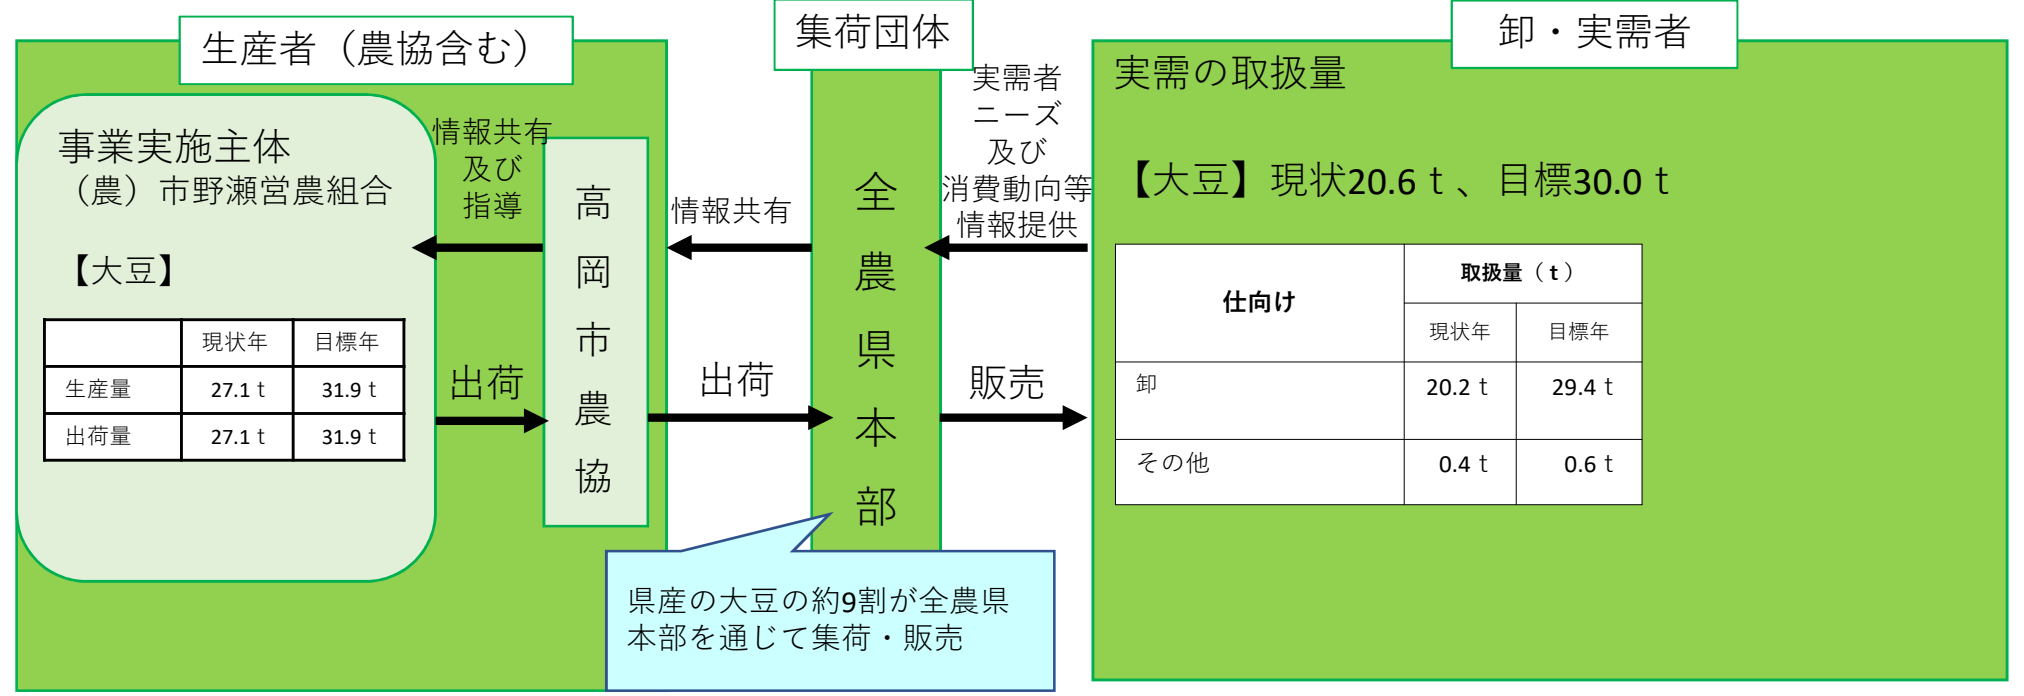 生産者（農協含む）
事業実施主体
（農）市野瀬営農組合
【大豆】
現状年 目標年
生産量 27.1ｔ 31.9ｔ
出荷量 27.1ｔ 31.9ｔ
情報共有
及び
指導
出荷
高岡市農協
情報共有
出荷
集荷団体
全農県本部
県産の大豆の約9割が全農県
本部を通じて集荷・販売
実需者
ニーズ
及び
消費動向等
情報提供
販売
卸・実需者
実需の取扱量
【大豆】現状20.6ｔ、目標30.0ｔ
仕向け 取扱量（ｔ）
現状年 目標年
卸 20.2ｔ 29.4ｔ
その他 0.4ｔ 0.6ｔ